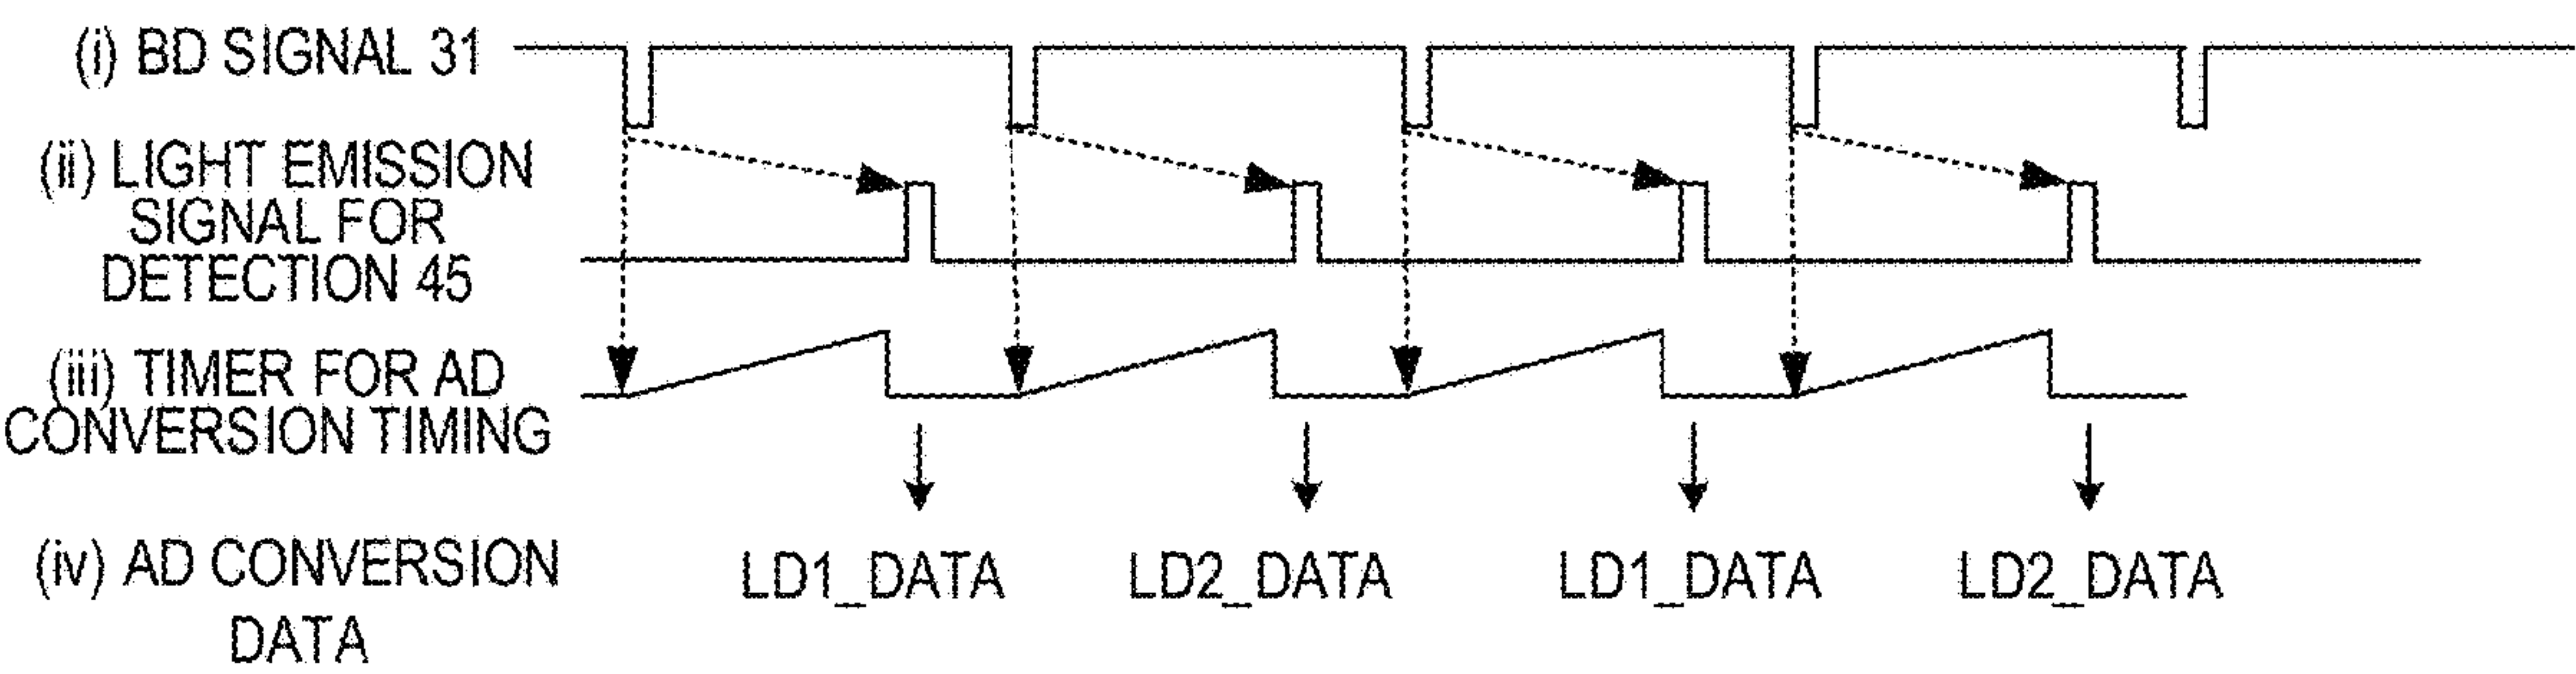 (i) BD SIGNAL 31
(ii) LIGHT EMISSION
SIGNAL FOR
DETECTION 45
(iii) TIMER FOR AD
CONVERSION TIMING
(iv) AD CONVERSION
DATA
LD1_DATA
LD2_DATA
LD1_DATA
LD2_DATA